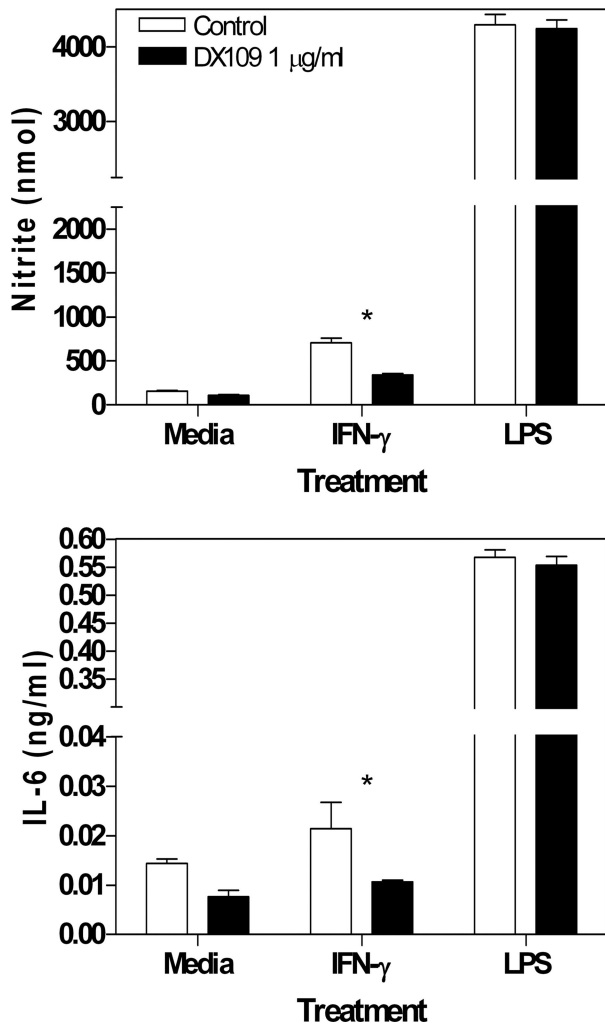 Control
DX109 1 μg/ml
Nitrite (nmol)
4000
3000
2000
1500
1000
500
0
*
Media IFN-γ LPS
Treatment
IL-6 (ng/ml)
0.60
0.55
0.50
0.45
0.40
0.35
0.04
0.03
0.02
0.01
0.00
*
Media IFN-γ LPS
Treatment